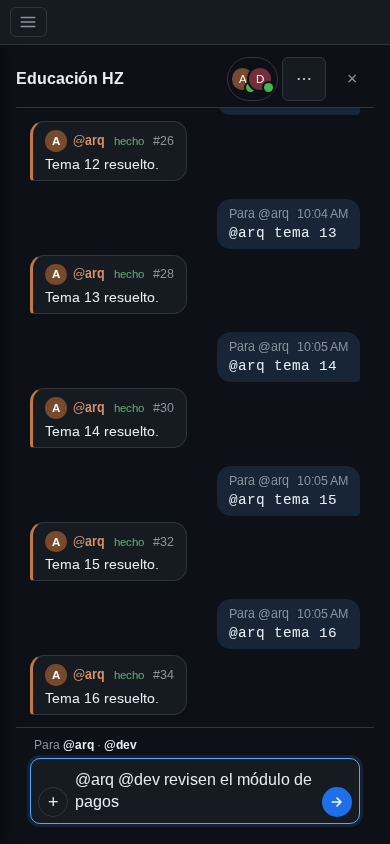 Educación HZ
A D ... ×
A @arq hecho #26
Tema 12 resuelto.
Para @arq 10:04 AM
@arq tema 13
A @arq hecho #28
Tema 13 resuelto.
Para @arq 10:05 AM
@arq tema 14
A @arq hecho #30
Tema 14 resuelto.
Para @arq 10:05 AM
@arq tema 15
A @arq hecho #32
Tema 15 resuelto.
Para @arq 10:05 AM
@arq tema 16
A @arq hecho #34
Tema 16 resuelto.
Para @arq · @dev
@arq @dev revisen el módulo de
pagos